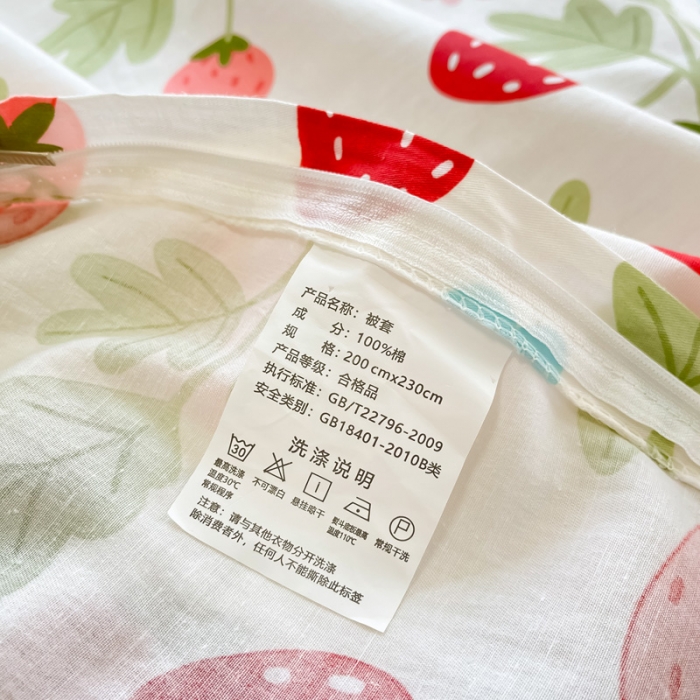 产品名称：被套
成 分：100%棉
规 格：200 cmx230cm
产品等级：合格品
执行标准：GB/T22796-2009
安全类别：GB18401-2010B类
洗涤说明
30
P
最高洗涤
温度30℃
常规程序
不可漂白
悬挂晾干
熨斗底板最高
温度110℃
常规干洗
注意：请与其他衣物分开洗涤
除消费者外，任何人不能撕除此标签